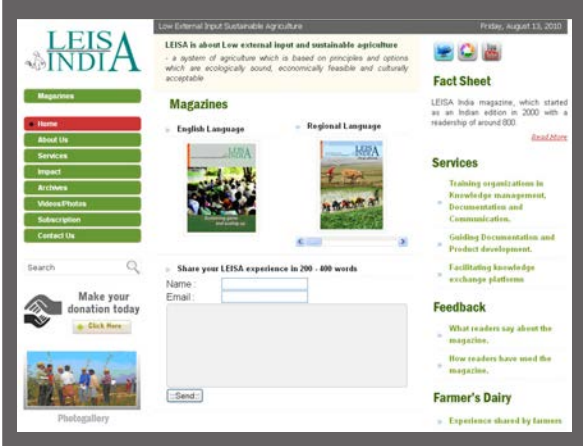 LEISA
INDIA
Magazines
Home
About Us
Services
Impact
Archives
Videos/Photos
Subscription
Contact Us
Search
Make your
donation today
Click Here
Photogallery
Low External Input Sustainable Agriculture
Friday, August 13, 2010
LEISA is about Low external input and sustainable agriculture
- a system of agriculture which is based on principles and options
which are ecologically sound, economically feasible and culturally
acceptable
Magazines
English Language
Regional Language
LEISA
INDIA
LEISA
INDIA
Share your LEISA experience in 200 - 400 words
Name :
Email :
::Send::
Fact Sheet
LEISA India magazine, which started
as an Indian edition in 2000 with a
readership of around 800.
Read More
Services
Training organizations in
Knowledge management,
Documentation and
Communication.
Guiding Documentation and
Product development.
Facilitating knowledge
exchange platforms
Feedback
What readers say about the
magazine.
How readers have used the
magazine.
Farmer's Dairy
Experience shared by farmers